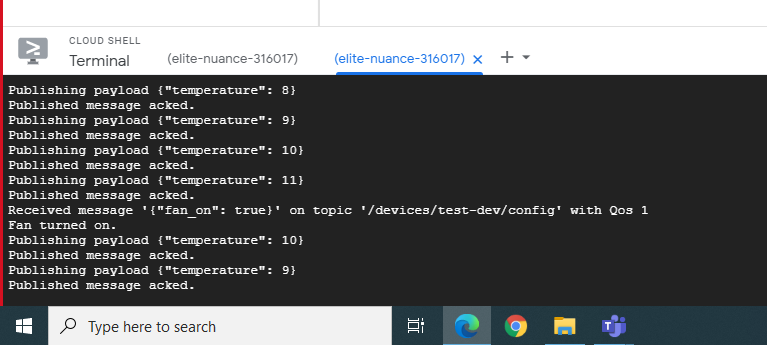 CLOUD SHELL
Terminal
(elite-nuance-316017)
(elite-nuance-316017)
Publishing payload {"temperature": 8}
Published message acked.
Publishing payload {"temperature": 9}
Published message acked.
Publishing payload {"temperature": 10}
Published message acked.
Publishing payload {"temperature": 11}
Published message acked.
Received message '{"fan_on": true}' on topic '/devices/test-dev/config' with Qos 1
Fan turned on.
Publishing payload {"temperature": 10}
Published message acked.
Publishing payload {"temperature": 9}
Published message acked.
Type here to search